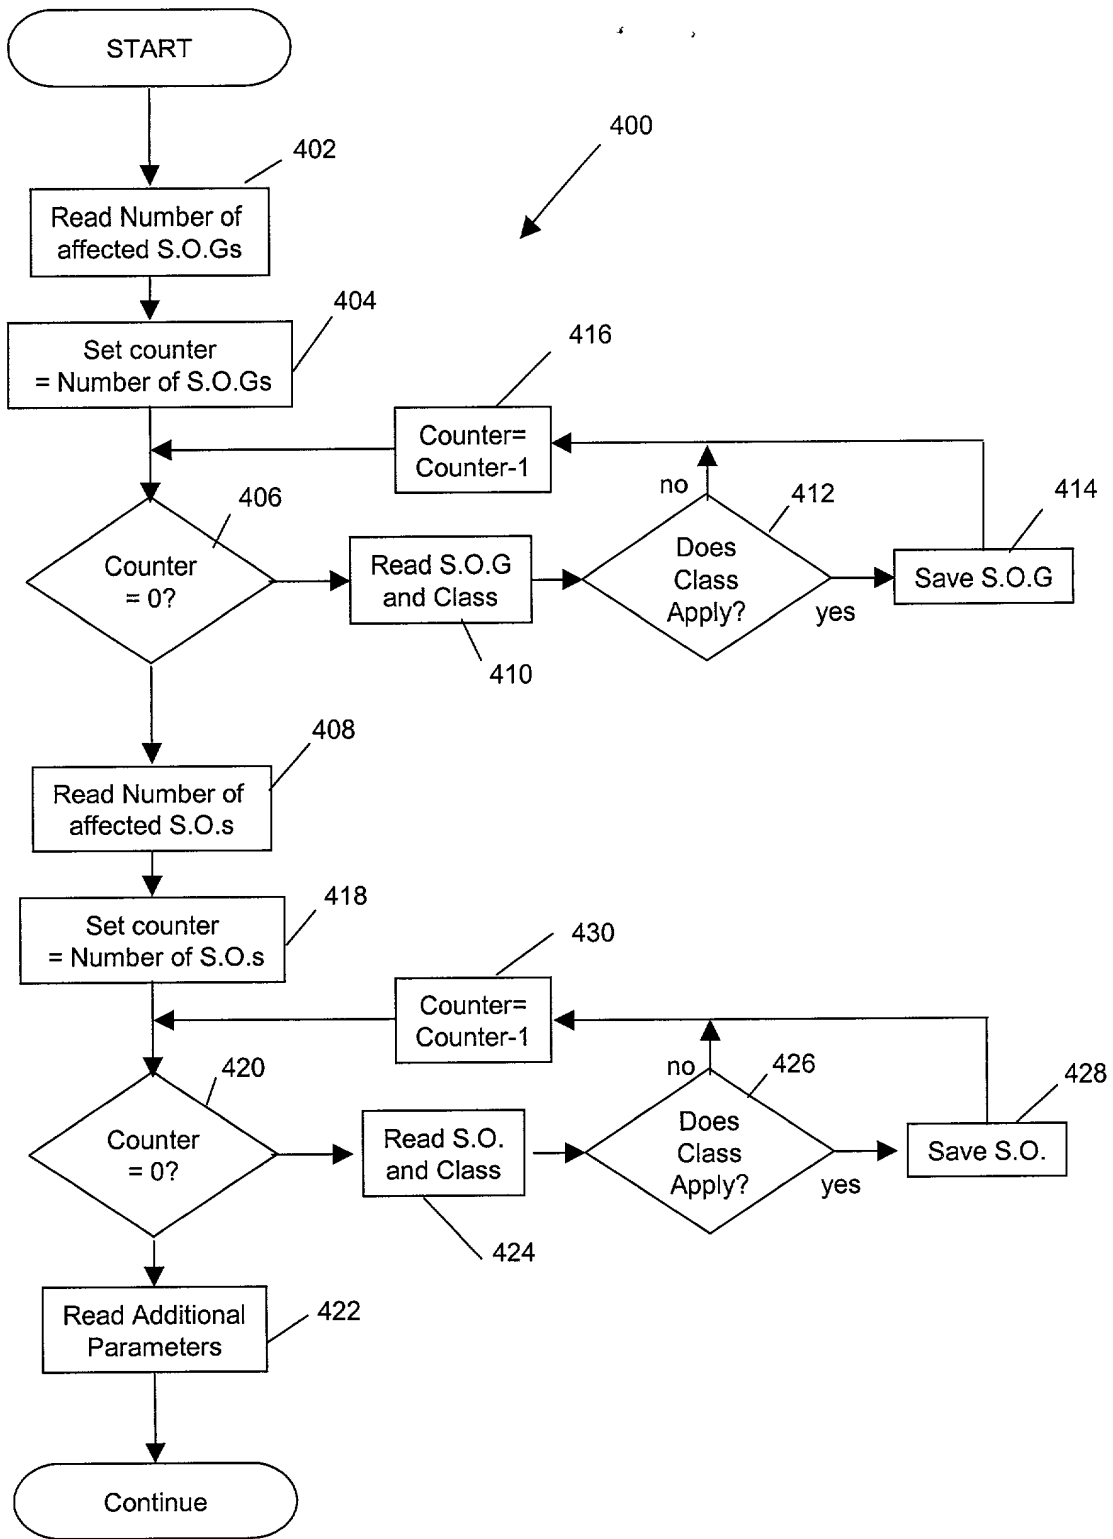 START
400
402
Read Number of
affected S.O.Gs
404
Set counter
= Number of S.O.Gs
416
Counter=
Counter-1
406
Counter
= 0?
Read S.O.G
and Class
410
no
412
Does
Class
Apply?
yes
414
Save S.O.G
408
Read Number of
affected S.O.s
418
Set counter
= Number of S.O.s
430
Counter=
Counter-1
420
Counter
= 0?
Read S.O.
and Class
424
no
426
Does
Class
Apply?
yes
428
Save S.O.
Read Additional
Parameters
422
Continue